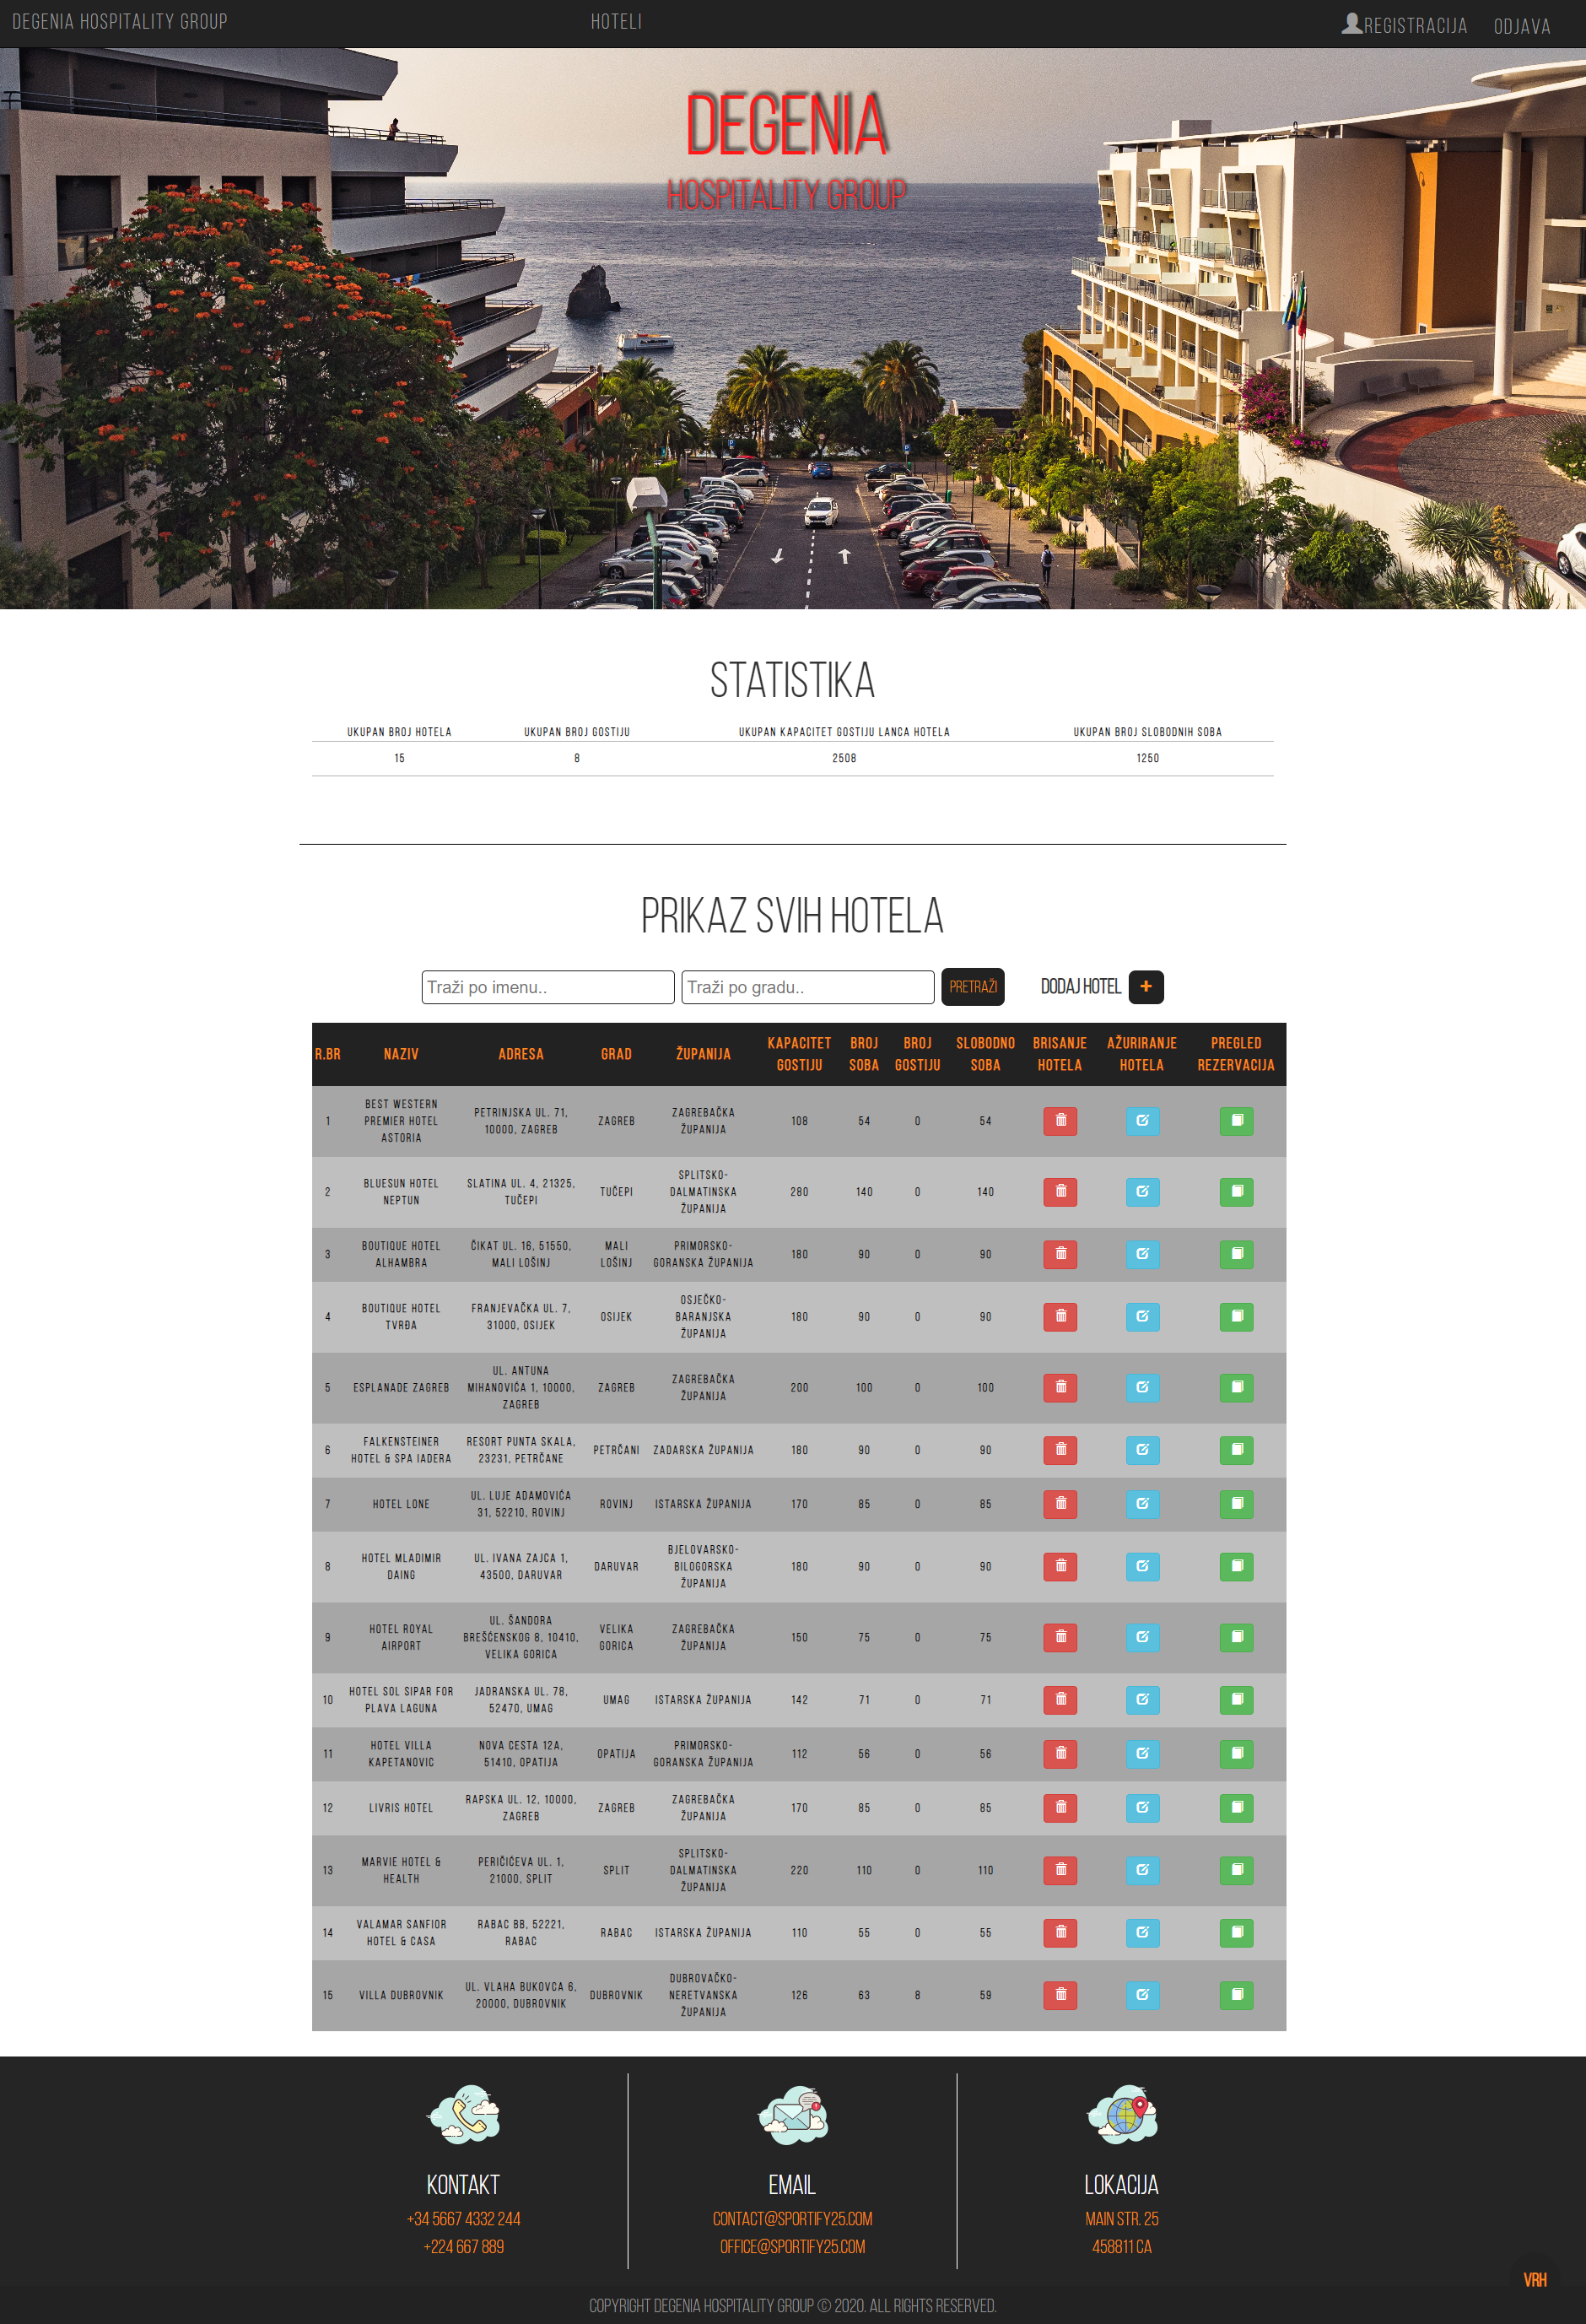 DEGENIA HOSPITALITY GROUP
HOTELI
REGISTRACIJA
ODJAVA
DEGENIA
HOSPITALITY GROUP
STATISTIKA
UKUPAN BROJ HOTELA UKUPAN BROJ GOSTIJU UKUPAN KAPACITET GOSTIJU LANCA HOTELA UKUPAN BROJ SLOBODNIH SOBA
15 8 2508 1250
PRIKAZ SVIH HOTELA
Traži po imenu.. Traži po gradu.. PRETRAŽI DODAJ HOTEL +
R.BR NAZIV ADRESA GRAD ŽUPANIJA KAPACITET GOSTIJU BROJ SOBA BROJ GOSTIJU SLOBODNO SOBA BRISANJE HOTELA AŽURIRANJE HOTELA PREGLED REZERVACIJA
1 BEST WESTERN PREMIER HOTEL ASTORIA PETRINJSKA UL. 71, 10000, ZAGREB ZAGREB ZAGREBAČKA ŽUPANIJA 108 54 0 54
2 BLUESUN HOTEL NEPTUN SLATINA UL. 4, 21325, TUČEPI TUČEPI SPLITSKO-DALMATINSKA ŽUPANIJA 280 140 0 140
3 BOUTIQUE HOTEL ALHAMBRA ČIKAT UL. 16, 51550, MALI LOŠINJ MALI LOŠINJ PRIMORSKO-GORANSKA ŽUPANIJA 180 90 0 90
4 BOUTIQUE HOTEL TVRĐA FRANJEVAČKA UL. 7, 31000, OSIJEK OSIJEK OSJEČKO-BARANJSKA ŽUPANIJA 180 90 0 90
5 ESPLANADE ZAGREB UL. ANTUNA MIHANOVIĆA 1, 10000, ZAGREB ZAGREB ZAGREBAČKA ŽUPANIJA 200 100 0 100
6 FALKENSTEINER HOTEL & SPA IADERA RESORT PUNTA SKALA, 23231, PETRČANE PETRČANI ZADARSKA ŽUPANIJA 180 90 0 90
7 HOTEL LONE UL. LUJE ADAMOVIĆA 31, 52210, ROVINJ ROVINJ ISTARSKA ŽUPANIJA 170 85 0 85
8 HOTEL MLADIMIR DAING UL. IVANA ZAJCA 1, 43500, DARUVAR DARUVAR BJELOVARSKO-BILOGORSKA ŽUPANIJA 180 90 0 90
9 HOTEL ROYAL AIRPORT UL. ŠANDORA BREŠĆENSKOG 8, 10410, VELIKA GORICA VELIKA GORICA ZAGREBAČKA ŽUPANIJA 150 75 0 75
10 HOTEL SOL SIPAR FOR PLAVA LAGUNA JADRANSKA UL. 78, 52470, UMAG UMAG ISTARSKA ŽUPANIJA 142 71 0 71
11 HOTEL VILLA KAPETANOVIC NOVA CESTA 12A, 51410, OPATIJA OPATIJA PRIMORSKO-GORANSKA ŽUPANIJA 112 56 0 56
12 LIVRIS HOTEL RAPSKA UL. 12, 10000, ZAGREB ZAGREB ZAGREBAČKA ŽUPANIJA 170 85 0 85
13 MARVIE HOTEL & HEALTH PERIČIĆEVA UL. 1, 21000, SPLIT SPLIT SPLITSKO-DALMATINSKA ŽUPANIJA 220 110 0 110
14 VALAMAR SANFIOR HOTEL & CASA RABAC BB, 52221, RABAC RABAC ISTARSKA ŽUPANIJA 110 55 0 55
15 VILLA DUBROVNIK UL. VLAHA BUKOVCA 6, 20000, DUBROVNIK DUBROVNIK DUBROVAČKO-NERETVANSKA ŽUPANIJA 126 63 8 59
KONTAKT
+34 5667 4332 244
+224 667 889
EMAIL
CONTACT@SPORTIFY25.COM
OFFICE@SPORTIFY25.COM
LOKACIJA
MAIN STR. 25
458811 CA
VRH
COPYRIGHT DEGENIA HOSPITALITY GROUP © 2020. ALL RIGHTS RESERVED.